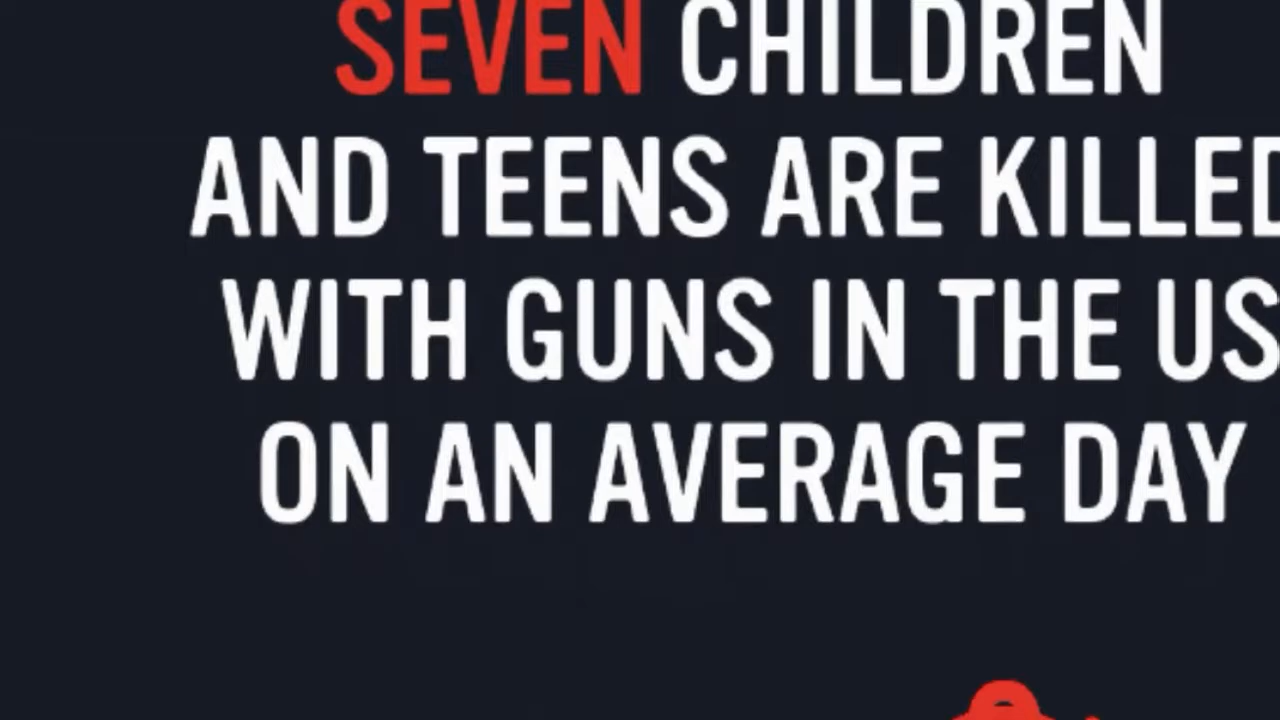 SEVEN CHILDREN
AND TEENS ARE KILLED
WITH GUNS IN THE US
ON AN AVERAGE DAY